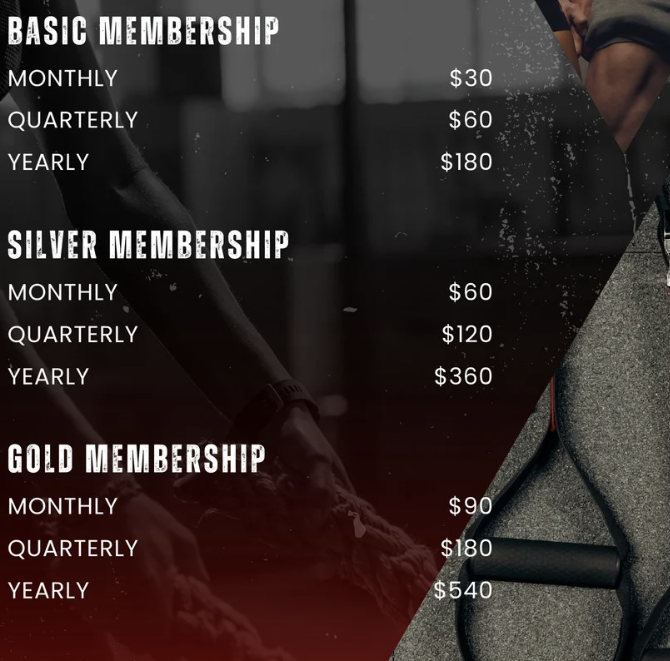 BASIC MEMBERSHIP
MONTHLY $30
QUARTERLY $60
YEARLY $180
SILVER MEMBERSHIP
MONTHLY $60
QUARTERLY $120
YEARLY $360
GOLD MEMBERSHIP
MONTHLY $90
QUARTERLY $180
YEARLY $540